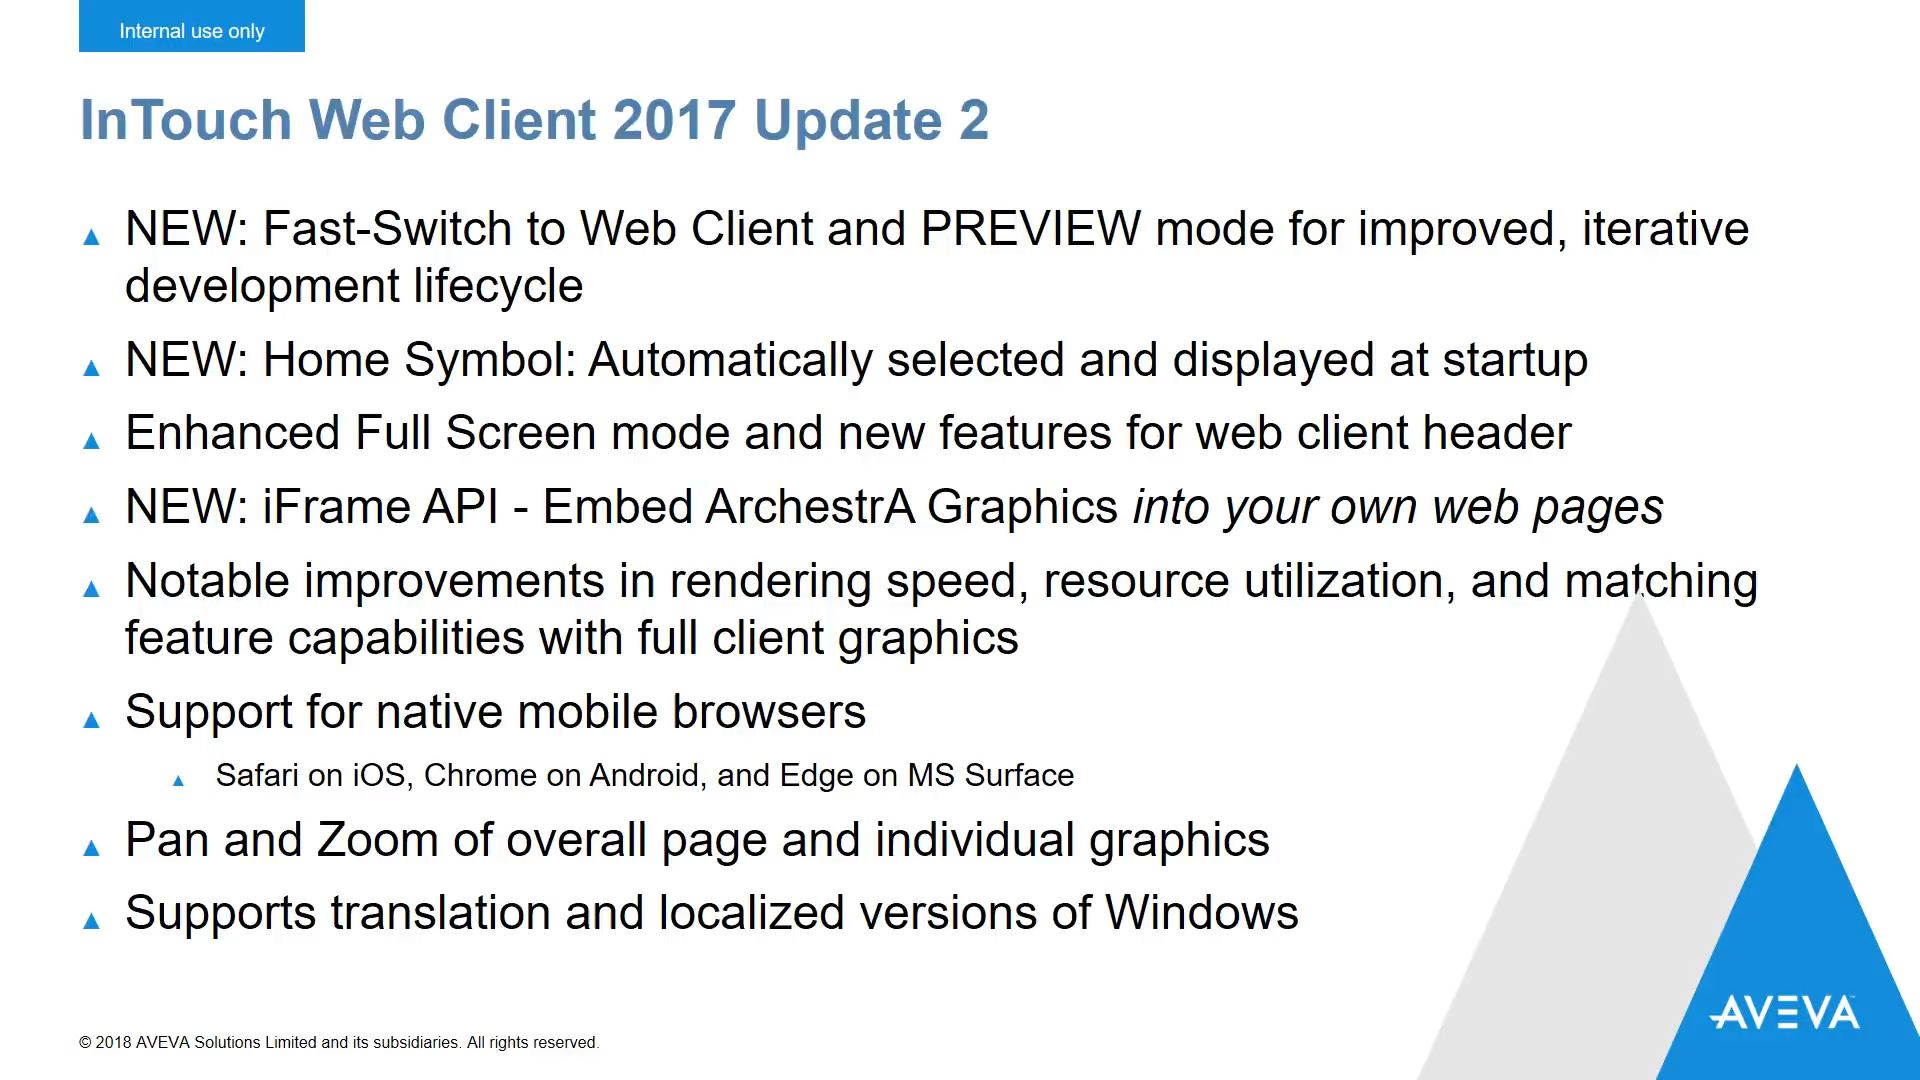 Internal use only
InTouch Web Client 2017 Update 2
NEW: Fast-Switch to Web Client and PREVIEW mode for improved, iterative
development lifecycle
NEW: Home Symbol: Automatically selected and displayed at startup
Enhanced Full Screen mode and new features for web client header
NEW: iFrame API - Embed ArchestrA Graphics into your own web pages
Notable improvements in rendering speed, resource utilization, and matching
feature capabilities with full client graphics
Support for native mobile browsers
Safari on iOS, Chrome on Android, and Edge on MS Surface
Pan and Zoom of overall page and individual graphics
Supports translation and localized versions of Windows
AVEVA
© 2018 AVEVA Solutions Limited and its subsidiaries. All rights reserved.